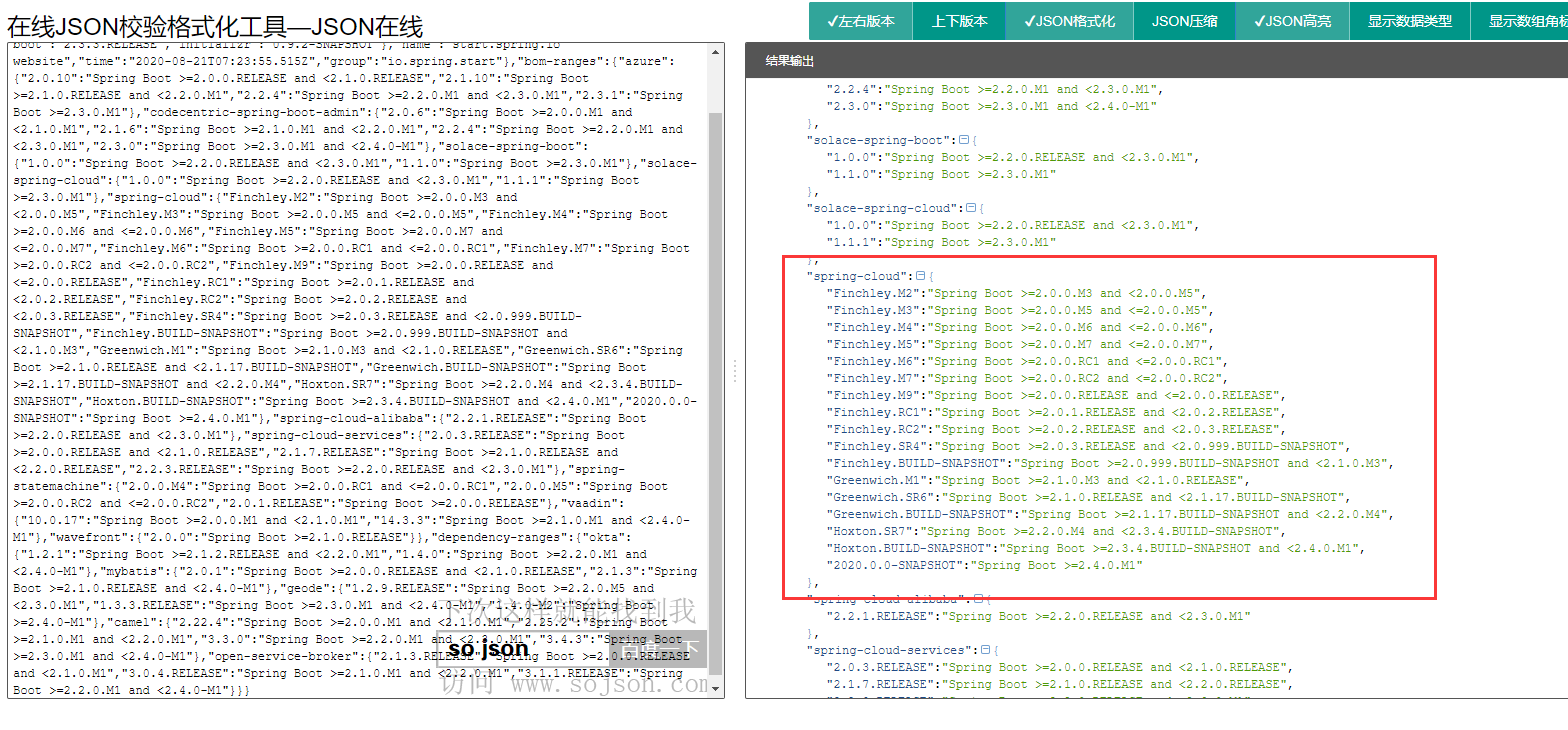 在线JSON校验格式化工具—JSON在线
✓左右版本 上下版本 ✓JSON格式化 JSON压缩 ✓JSON高亮 显示数据类型 显示数组角标
boot":"2.3.3.RELEASE","initializr":"0.9.2-SNAPSHOT"},"name":"start.spring.io
website","time":"2020-08-21T07:23:55.515Z","group":"io.spring.start"},"bom-ranges":{"azure":
{"2.0.10":"Spring Boot >=2.0.0.RELEASE and <2.1.0.RELEASE","2.1.10":"Spring Boot
>=2.1.0.RELEASE and <2.2.0.M1","2.2.4":"Spring Boot >=2.2.0.M1 and <2.3.0.M1","2.3.1":"Spring
Boot >=2.3.0.M1"},"codecentric-spring-boot-admin":{"2.0.6":"Spring Boot >=2.0.0.M1 and
<2.1.0.M1","2.1.6":"Spring Boot >=2.1.0.M1 and <2.2.0.M1","2.2.4":"Spring Boot >=2.2.0.M1 and
<2.3.0.M1","2.3.0":"Spring Boot >=2.3.0.M1 and <2.4.0-M1"},"solace-spring-boot":
{"1.0.0":"Spring Boot >=2.2.0.RELEASE and <2.3.0.M1","1.1.0":"Spring Boot >=2.3.0.M1"},"solace-
spring-cloud":{"1.0.0":"Spring Boot >=2.2.0.RELEASE and <2.3.0.M1","1.1.1":"Spring Boot
>=2.3.0.M1"},"spring-cloud":{"Finchley.M2":"Spring Boot >=2.0.0.M3 and
<2.0.0.M5","Finchley.M3":"Spring Boot >=2.0.0.M5 and <=2.0.0.M5","Finchley.M4":"Spring Boot
>=2.0.0.M6 and <=2.0.0.M6","Finchley.M5":"Spring Boot >=2.0.0.M7 and
<=2.0.0.M7","Finchley.M6":"Spring Boot >=2.0.0.RC1 and <=2.0.0.RC1","Finchley.M7":"Spring Boot
>=2.0.0.RC2 and <=2.0.0.RC2","Finchley.M9":"Spring Boot >=2.0.0.RELEASE and
<=2.0.0.RELEASE","Finchley.RC1":"Spring Boot >=2.0.1.RELEASE and
<2.0.2.RELEASE","Finchley.RC2":"Spring Boot >=2.0.2.RELEASE and
<2.0.3.RELEASE","Finchley.SR4":"Spring Boot >=2.0.3.RELEASE and <2.0.999.BUILD-
SNAPSHOT","Finchley.BUILD-SNAPSHOT":"Spring Boot >=2.0.999.BUILD-SNAPSHOT and
<2.1.0.M3","Greenwich.M1":"Spring Boot >=2.1.0.M3 and <2.1.0.RELEASE","Greenwich.SR6":"Spring
Boot >=2.1.0.RELEASE and <2.1.17.BUILD-SNAPSHOT","Greenwich.BUILD-SNAPSHOT":"Spring Boot
>=2.1.17.BUILD-SNAPSHOT and <2.2.0.M4","Hoxton.SR7":"Spring Boot >=2.2.0.M4 and <2.3.4.BUILD-
SNAPSHOT","Hoxton.BUILD-SNAPSHOT":"Spring Boot >=2.3.4.BUILD-SNAPSHOT and <2.4.0.M1","2020.0.0-
SNAPSHOT":"Spring Boot >=2.4.0.M1"},"spring-cloud-alibaba":{"2.2.1.RELEASE":"Spring Boot
>=2.2.0.RELEASE and <2.3.0.M1"},"spring-cloud-services":{"2.0.3.RELEASE":"Spring Boot
>=2.0.0.RELEASE and <2.1.0.RELEASE","2.1.7.RELEASE":"Spring Boot >=2.1.0.RELEASE and
<2.2.0.RELEASE","2.2.3.RELEASE":"Spring Boot >=2.2.0.RELEASE and <2.3.0.M1"},"spring-
statemachine":{"2.0.0.M4":"Spring Boot >=2.0.0.RC1 and <=2.0.0.RC1","2.0.0.M5":"Spring Boot
>=2.0.0.RC2 and <=2.0.0.RC2","2.0.1.RELEASE":"Spring Boot >=2.0.0.RELEASE"},"vaadin":
{"10.0.17":"Spring Boot >=2.0.0.M1 and <2.1.0.M1","14.3.3":"Spring Boot >=2.1.0.M1 and <2.4.0-
M1"},"wavefront":{"2.0.0":"Spring Boot >=2.1.0.RELEASE"}},"dependency-ranges":{"okta":
{"1.2.1":"Spring Boot >=2.1.2.RELEASE and <2.2.0.M1","1.4.0":"Spring Boot >=2.2.0.M1 and
<2.4.0-M1"},"mybatis":{"2.0.1":"Spring Boot >=2.0.0.RELEASE and <2.1.0.RELEASE","2.1.3":"Spring
Boot >=2.1.0.RELEASE and <2.4.0-M1"},"geode":{"1.2.9.RELEASE":"Spring Boot >=2.2.0.M5 and
<2.3.0.M1","1.3.3.RELEASE":"Spring Boot >=2.3.0.M1 and <2.4.0-M1","1.4.0-M2":"Spring Boot
>=2.4.0-M1"},"camel":{"2.22.4":"Spring Boot >=2.0.0.M1 and <2.1.0.M1","2.25.2":"Spring Boot
>=2.1.0.M1 and <2.2.0.M1","3.3.0":"Spring Boot >=2.2.0.M1 and <2.3.0.M1","3.4.3":"Spring Boot
>=2.3.0.M1 and <2.4.0-M1"},"open-service-broker":{"2.1.3.RELEASE":"Spring Boot >=2.0.0.RELEASE
and <2.1.0.M1","3.0.4.RELEASE":"Spring Boot >=2.1.0.M1 and <2.2.0.M1","3.1.1.RELEASE":"Spring
Boot >=2.2.0.M1 and <2.4.0-M1"}}}
下次这样就能找到我
so json 百度一下
访问 www.sojson.com
结果输出
"2.2.4":"Spring Boot >=2.2.0.M1 and <2.3.0.M1",
"2.3.0":"Spring Boot >=2.3.0.M1 and <2.4.0-M1"
},
"solace-spring-boot":{
"1.0.0":"Spring Boot >=2.2.0.RELEASE and <2.3.0.M1",
"1.1.0":"Spring Boot >=2.3.0.M1"
},
"solace-spring-cloud":{
"1.0.0":"Spring Boot >=2.2.0.RELEASE and <2.3.0.M1",
"1.1.1":"Spring Boot >=2.3.0.M1"
},
"spring-cloud":{
"Finchley.M2":"Spring Boot >=2.0.0.M3 and <2.0.0.M5",
"Finchley.M3":"Spring Boot >=2.0.0.M5 and <=2.0.0.M5",
"Finchley.M4":"Spring Boot >=2.0.0.M6 and <=2.0.0.M6",
"Finchley.M5":"Spring Boot >=2.0.0.M7 and <=2.0.0.M7",
"Finchley.M6":"Spring Boot >=2.0.0.RC1 and <=2.0.0.RC1",
"Finchley.M7":"Spring Boot >=2.0.0.RC2 and <=2.0.0.RC2",
"Finchley.M9":"Spring Boot >=2.0.0.RELEASE and <=2.0.0.RELEASE",
"Finchley.RC1":"Spring Boot >=2.0.1.RELEASE and <2.0.2.RELEASE",
"Finchley.RC2":"Spring Boot >=2.0.2.RELEASE and <2.0.3.RELEASE",
"Finchley.SR4":"Spring Boot >=2.0.3.RELEASE and <2.0.999.BUILD-SNAPSHOT",
"Finchley.BUILD-SNAPSHOT":"Spring Boot >=2.0.999.BUILD-SNAPSHOT and <2.1.0.M3",
"Greenwich.M1":"Spring Boot >=2.1.0.M3 and <2.1.0.RELEASE",
"Greenwich.SR6":"Spring Boot >=2.1.0.RELEASE and <2.1.17.BUILD-SNAPSHOT",
"Greenwich.BUILD-SNAPSHOT":"Spring Boot >=2.1.17.BUILD-SNAPSHOT and <2.2.0.M4",
"Hoxton.SR7":"Spring Boot >=2.2.0.M4 and <2.3.4.BUILD-SNAPSHOT",
"Hoxton.BUILD-SNAPSHOT":"Spring Boot >=2.3.4.BUILD-SNAPSHOT and <2.4.0.M1",
"2020.0.0-SNAPSHOT":"Spring Boot >=2.4.0.M1"
},
"spring-cloud-alibaba":{
"2.2.1.RELEASE":"Spring Boot >=2.2.0.RELEASE and <2.3.0.M1"
},
"spring-cloud-services":{
"2.0.3.RELEASE":"Spring Boot >=2.0.0.RELEASE and <2.1.0.RELEASE",
"2.1.7.RELEASE":"Spring Boot >=2.1.0.RELEASE and <2.2.0.RELEASE",